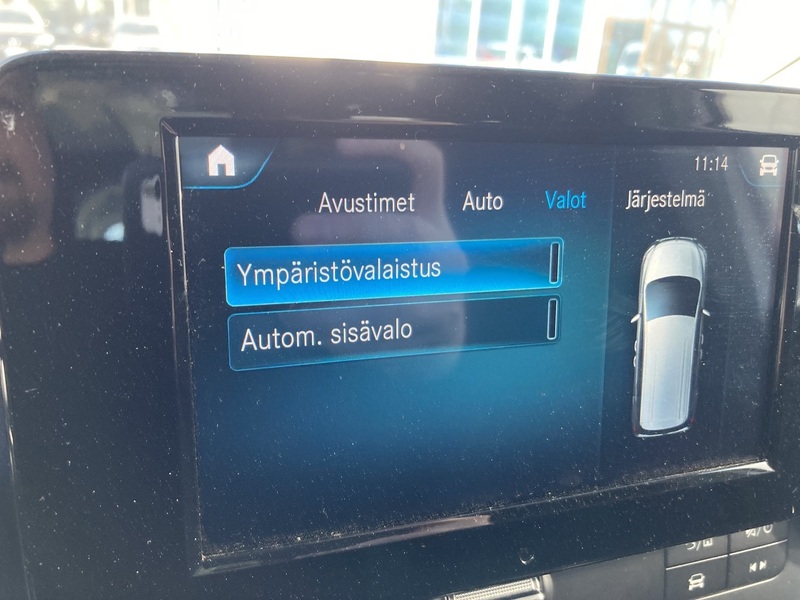 11:14
Avustimet Auto Valot Järjestelmä
Ympäristövalaistus
Autom. sisävalo